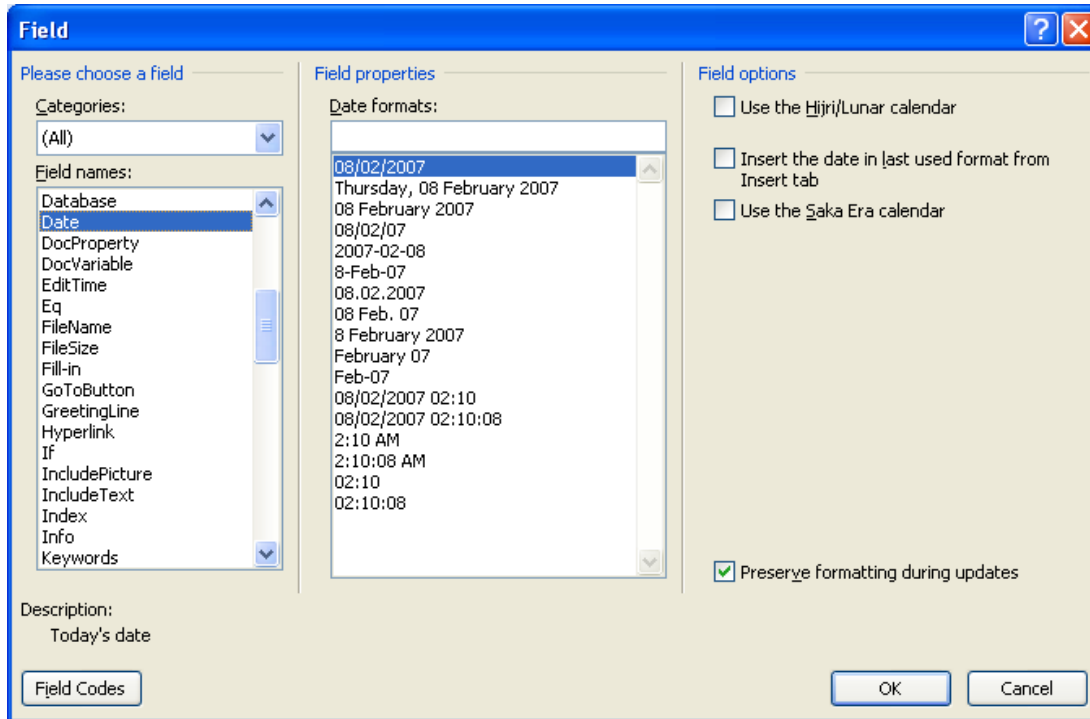 Field
Please choose a field
Categories:
(All)
Field names:
Database
Date
DocProperty
DocVariable
EditTime
Eq
FileName
FileSize
Fill-in
GoToButton
GreetingLine
Hyperlink
If
IncludePicture
IncludeText
Index
Info
Keywords
Field properties
Date formats:
08/02/2007
Thursday, 08 February 2007
08 February 2007
08/02/07
2007-02-08
8-Feb-07
08.02.2007
08 Feb. 07
8 February 2007
February 07
Feb-07
08/02/2007 02:10
08/02/2007 02:10:08
2:10 AM
2:10:08 AM
02:10
02:10:08
Field options
Use the Hijri/Lunar calendar
Insert the date in last used format from
Insert tab
Use the Saka Era calendar
Preserve formatting during updates
Description:
Today's date
Field Codes
OK
Cancel